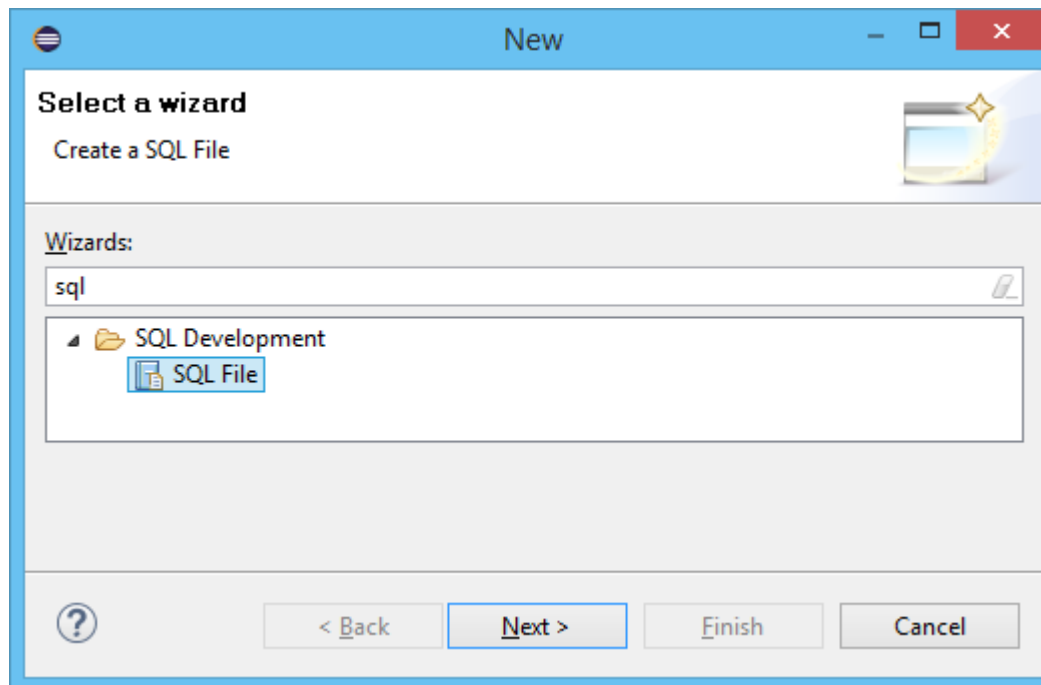 New
Select a wizard
Create a SQL File
Wizards:
sql
SQL Development
SQL File
? < Back Next > Finish Cancel